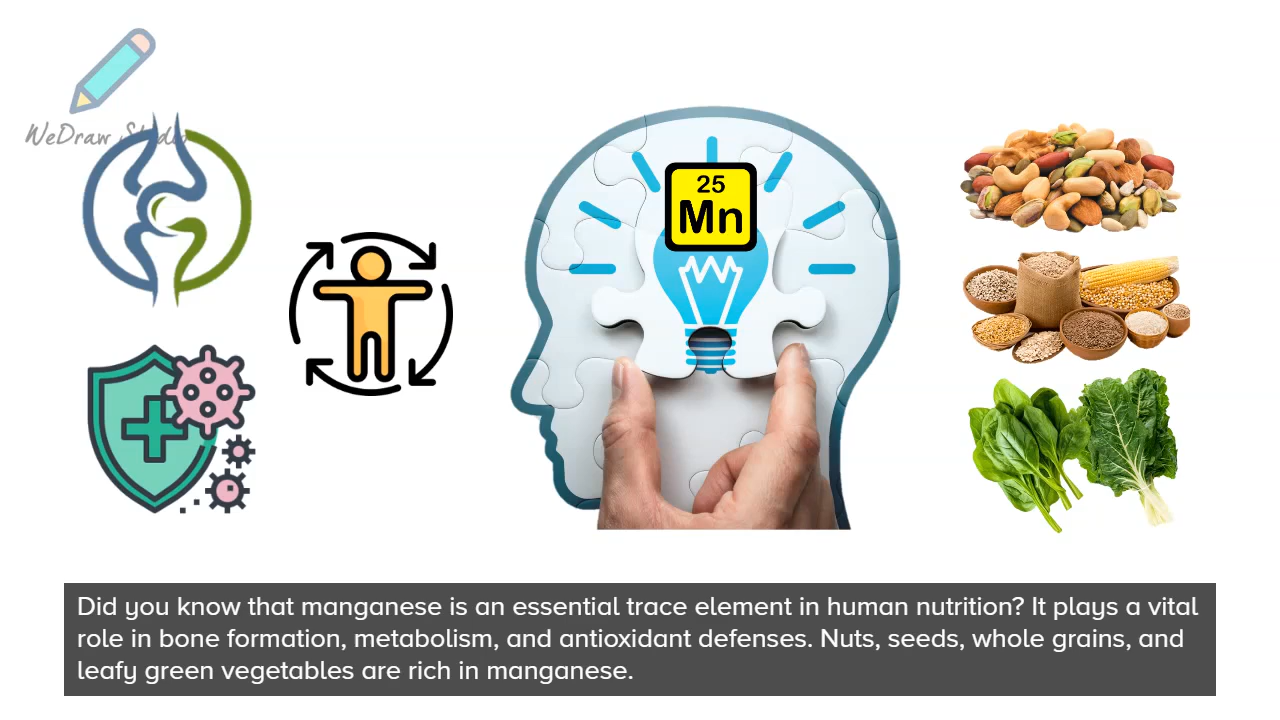 WeDraw Studio
25
Mn
Did you know that manganese is an essential trace element in human nutrition? It plays a vital
role in bone formation, metabolism, and antioxidant defenses. Nuts, seeds, whole grains, and
leafy green vegetables are rich in manganese.